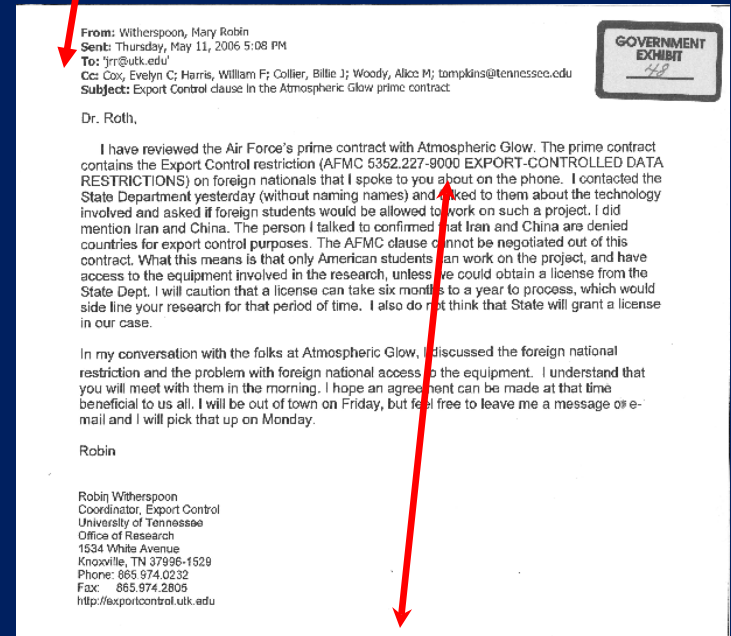 From: Witherspoon, Mary Robin
Sent: Thursday, May 11, 2006 5:08 PM
To: 'jrr@utk.edu'
Cc: Cox, Evelyn C; Harris, William F; Collier, Billie J; Woody, Alice M; tompkins@tennessee.edu
Subject: Export Control clause in the Atmospheric Glow prime contract
GOVERNMENT
EXHIBIT
48
Dr. Roth,
I have reviewed the Air Force's prime contract with Atmospheric Glow. The prime contract
contains the Export Control restriction (AFMC 5352.227-9000 EXPORT-CONTROLLED DATA
RESTRICTIONS) on foreign nationals that I spoke to you about on the phone. I contacted the
State Department yesterday (without naming names) and talked to them about the technology
involved and asked if foreign students would be allowed to work on such a project. I did
mention Iran and China. The person I talked to confirmed that Iran and China are denied
countries for export control purposes. The AFMC clause cannot be negotiated out of this
contract. What this means is that only American students can work on the project, and have
access to the equipment involved in the research, unless we could obtain a license from the
State Dept. I will caution that a license can take six months to a year to process, which would
side line your research for that period of time. I also do not think that State will grant a license
in our case.
In my conversation with the folks at Atmospheric Glow, I discussed the foreign national
restriction and the problem with foreign national access to the equipment. I understand that
you will meet with them in the morning. I hope an agreement can be made at that time
beneficial to us all. I will be out of town on Friday, but feel free to leave me a message or e-
mail and I will pick that up on Monday.
Robin
Robin Witherspoon
Coordinator, Export Control
University of Tennessee
Office of Research
1534 White Avenue
Knoxville, TN 37996-1529
Phone: 865.974.0232
Fax: 865.974.2805
http://exportcontrol.utk.edu